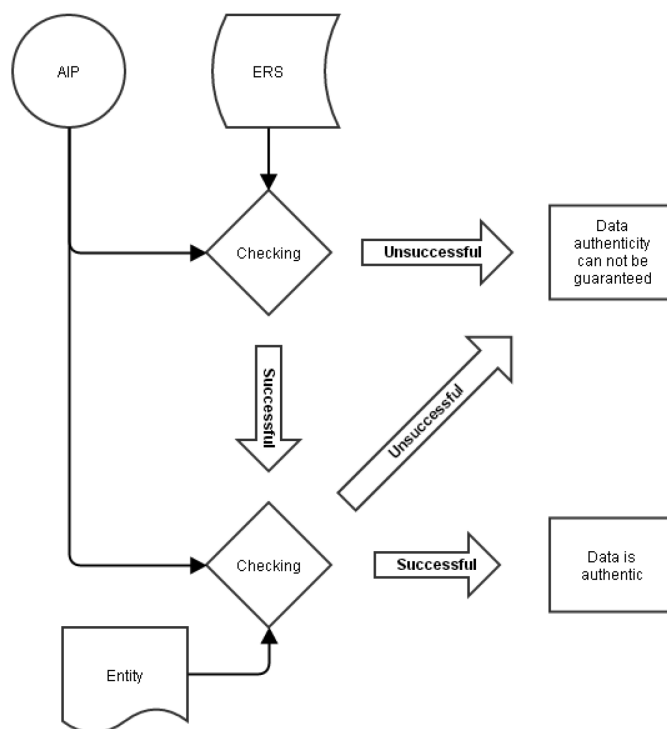 AIP
ERS
Checking
Unsuccessful
Data
authenticity
can not be
guaranteed
Successful
Unsuccessful
Checking
Successful
Data is
authentic
Entity